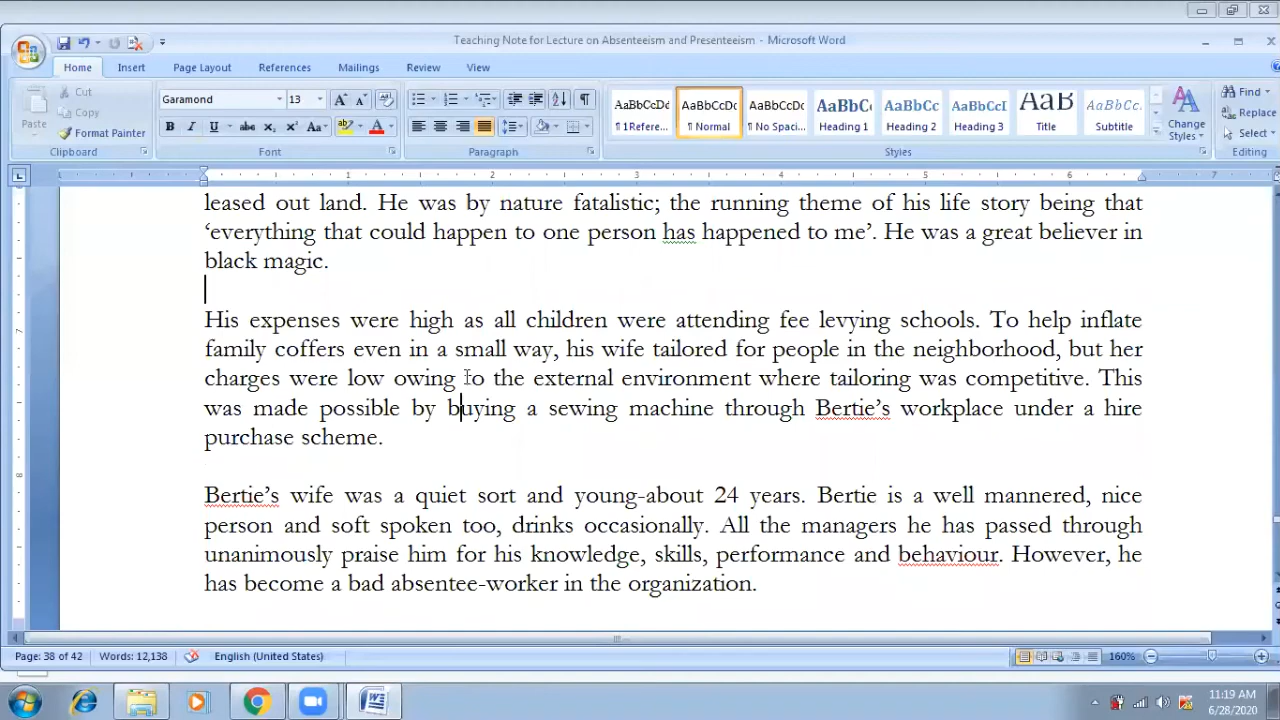 Teaching Note for Lecture on Absenteeism and Presenteeism - Microsoft Word
Home Insert Page Layout References Mailings Review View
Paste
Cut
Copy
Format Painter
Clipboard
Garamond 13
Font
Paragraph
AaBbCcDd AaBbCcDc AaBbCcDc AaBbC AaBbCc AaBbCcI AaB AaBbCc.
¶ 1Refere... ¶ Normal ¶ No Spaci... Heading 1 Heading 2 Heading 3 Title Subtitle
Change Styles
Styles
Find
Replace
Select
Editing
1 2 3 4 5 6 7
leased out land. He was by nature fatalistic; the running theme of his life story being that
‘everything that could happen to one person has happened to me’. He was a great believer in
black magic.
His expenses were high as all children were attending fee levying schools. To help inflate
family coffers even in a small way, his wife tailored for people in the neighborhood, but her
charges were low owing to the external environment where tailoring was competitive. This
was made possible by buying a sewing machine through Bertie’s workplace under a hire
purchase scheme.
Bertie’s wife was a quiet sort and young-about 24 years. Bertie is a well mannered, nice
person and soft spoken too, drinks occasionally. All the managers he has passed through
unanimously praise him for his knowledge, skills, performance and behaviour. However, he
has become a bad absentee-worker in the organization.
Page: 38 of 42 Words: 12,138 English (United States) 160%
11:19 AM
6/28/2020